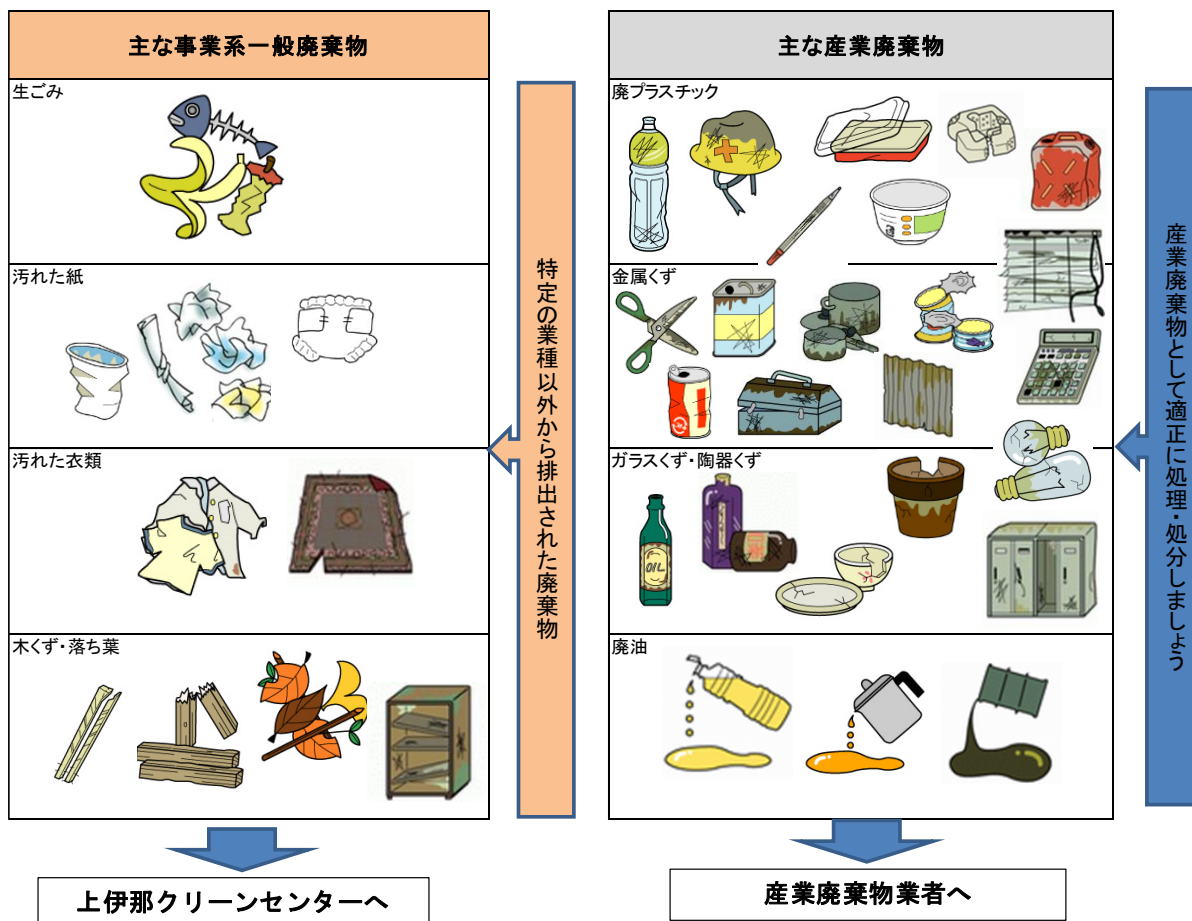 主な事業系一般廃棄物
生ごみ
汚れた紙
汚れた衣類
木くず・落ち葉
特定の業種以外から排出された廃棄物
上伊那クリーンセンターへ
主な産業廃棄物
廃プラスチック
金属くず
ガラスくず・陶器くず
OIL
廃油
産業廃棄物として適正に処理・処分しましょう
産業廃棄物業者へ